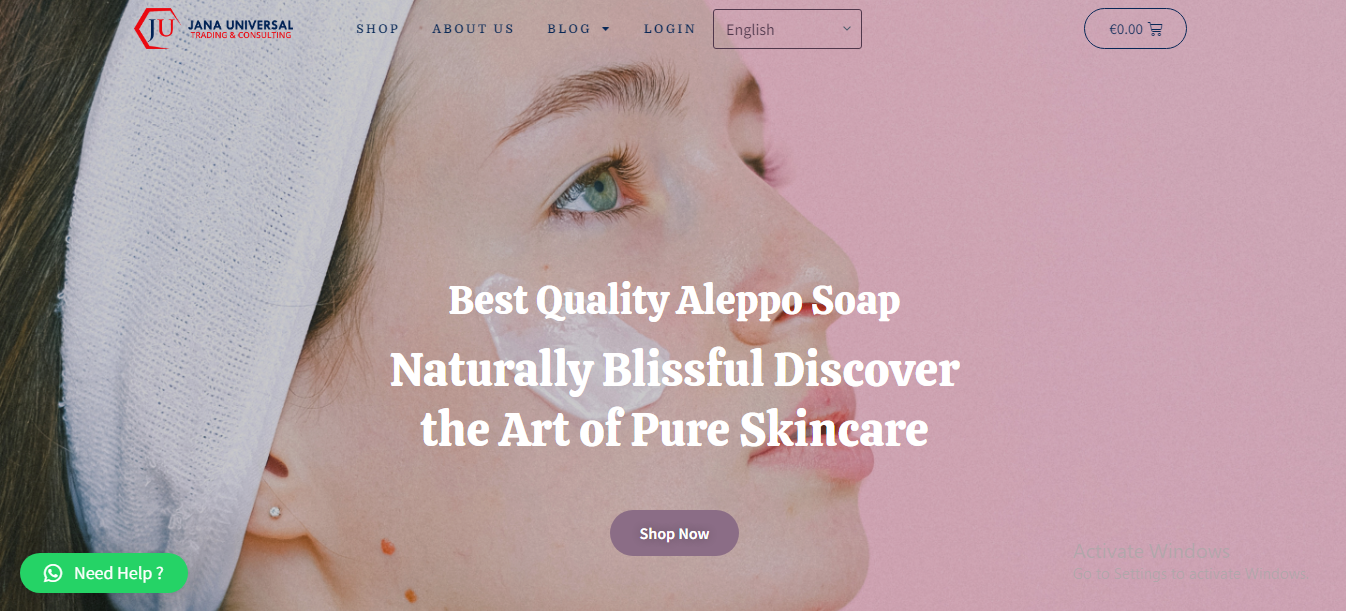 JU JANA UNIVERSAL
TRADING & CONSULTING
SHOP
ABOUT US
BLOG
LOGIN
English
€0.00
Best Quality Aleppo Soap
Naturally Blissful Discover
the Art of Pure Skincare
Shop Now
Need Help ?
Activate Windows
Go to Settings to activate Windows.